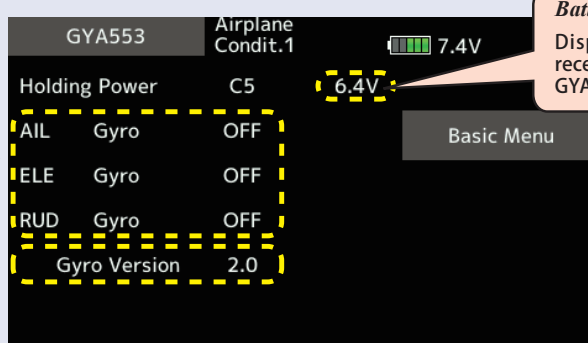 GYA553 Airplane
Condit.1 7.4V
Holding Power C5 6.4V
AIL Gyro OFF
Basic Menu
ELE Gyro OFF
RUD Gyro OFF
Gyro Version 2.0